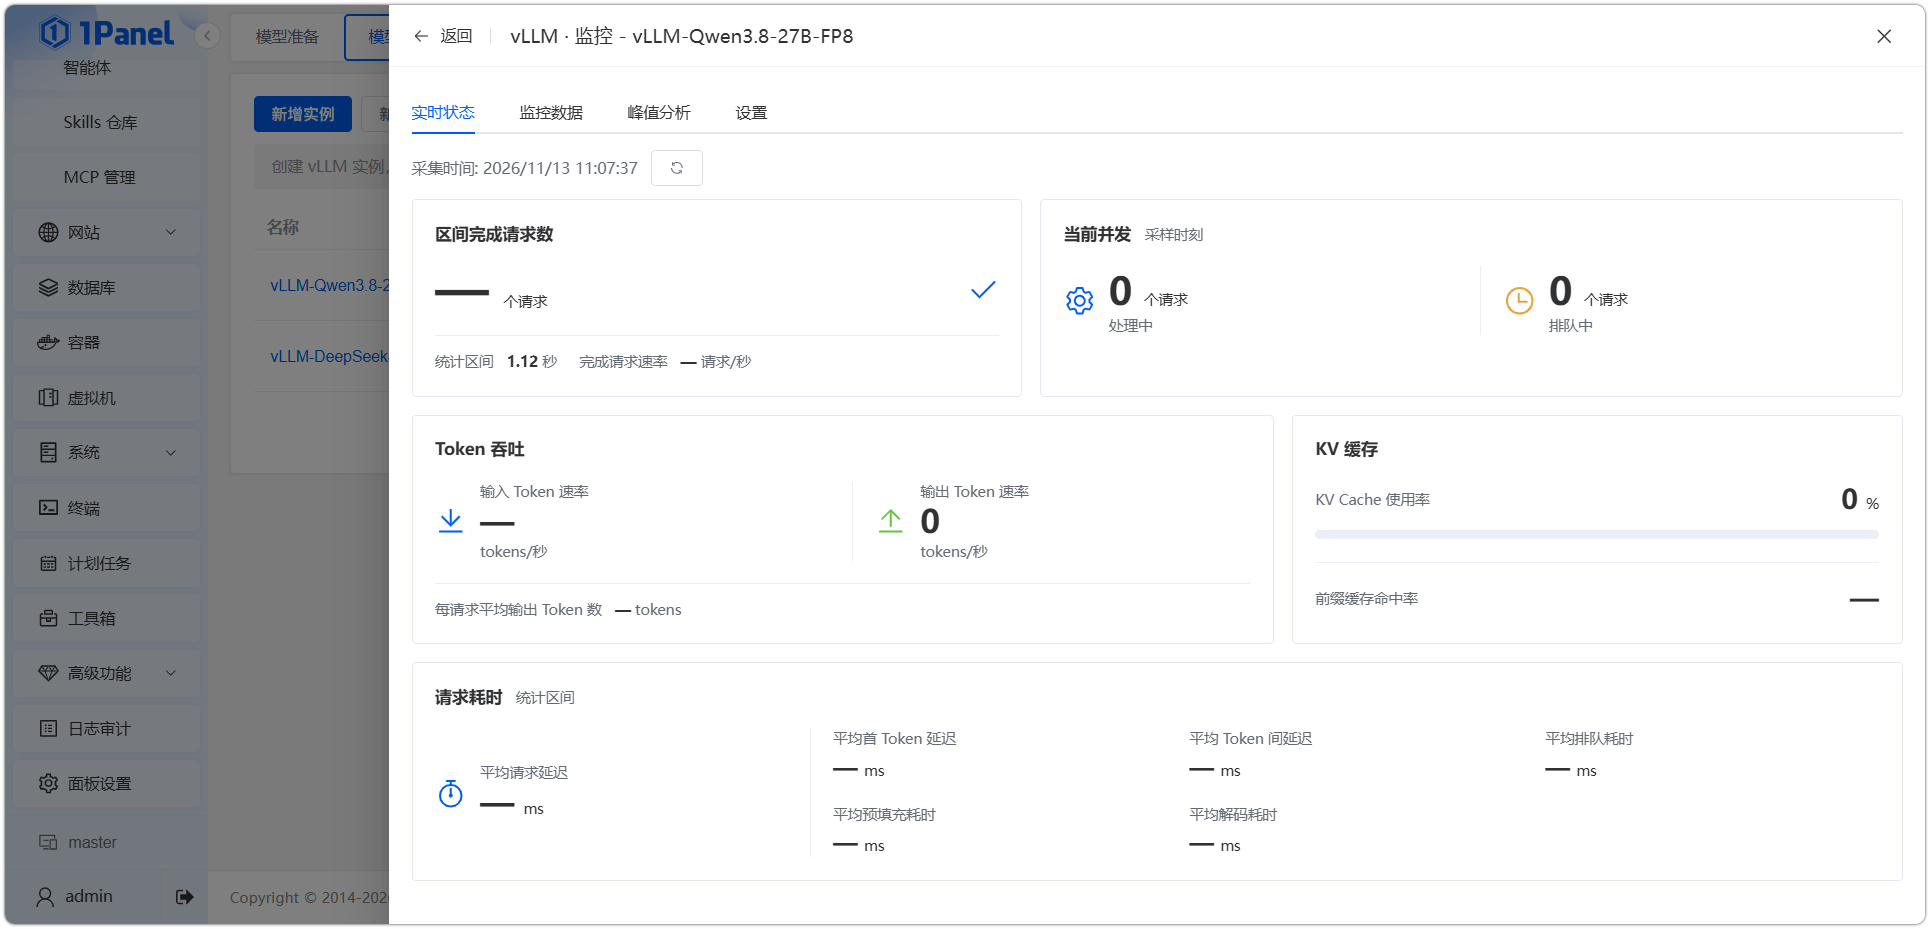 1Panel
智能体
Skills 仓库
MCP 管理
网站
数据库
容器
虚拟机
系统
终端
计划任务
工具箱
高级功能
日志审计
面板设置
master
admin
模型准备
模型
新增实例
创建 vLLM 实例,
名称
vLLM-Qwen3.8-2
vLLM-DeepSeek
Copyright © 2014-202
返回 vLLM · 监控 - vLLM-Qwen3.8-27B-FP8
实时状态 监控数据 峰值分析 设置
采集时间: 2026/11/13 11:07:37
区间完成请求数
— 个请求
统计区间 1.12 秒 完成请求速率 — 请求/秒
当前并发 采样时刻
0 个请求
处理中
0 个请求
排队中
Token 吞吐
输入 Token 速率
—
tokens/秒
输出 Token 速率
0
tokens/秒
每请求平均输出 Token 数 — tokens
KV 缓存
KV Cache 使用率 0 %
前缀缓存命中率 —
请求耗时 统计区间
平均请求延迟
— ms
平均首 Token 延迟
— ms
平均 Token 间延迟
— ms
平均排队耗时
— ms
平均预填充耗时
— ms
平均解码耗时
— ms